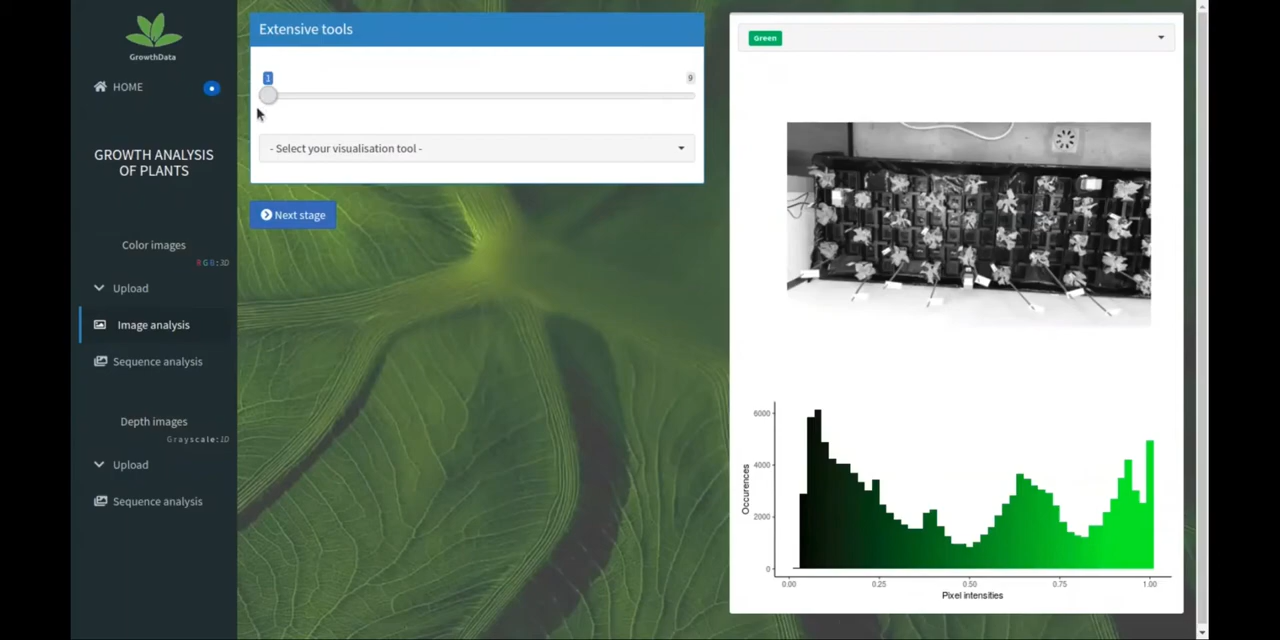 GrowthData
HOME
GROWTH ANALYSIS
OF PLANTS
Color images
RGB:3D
Upload
Image analysis
Sequence analysis
Depth images
Grayscale:1D
Upload
Sequence analysis
Extensive tools
1
9
- Select your visualisation tool -
Next stage
Green
6000
4000
2000
0
Occurences
0.00
0.25
0.50
0.75
1.00
Pixel intensities